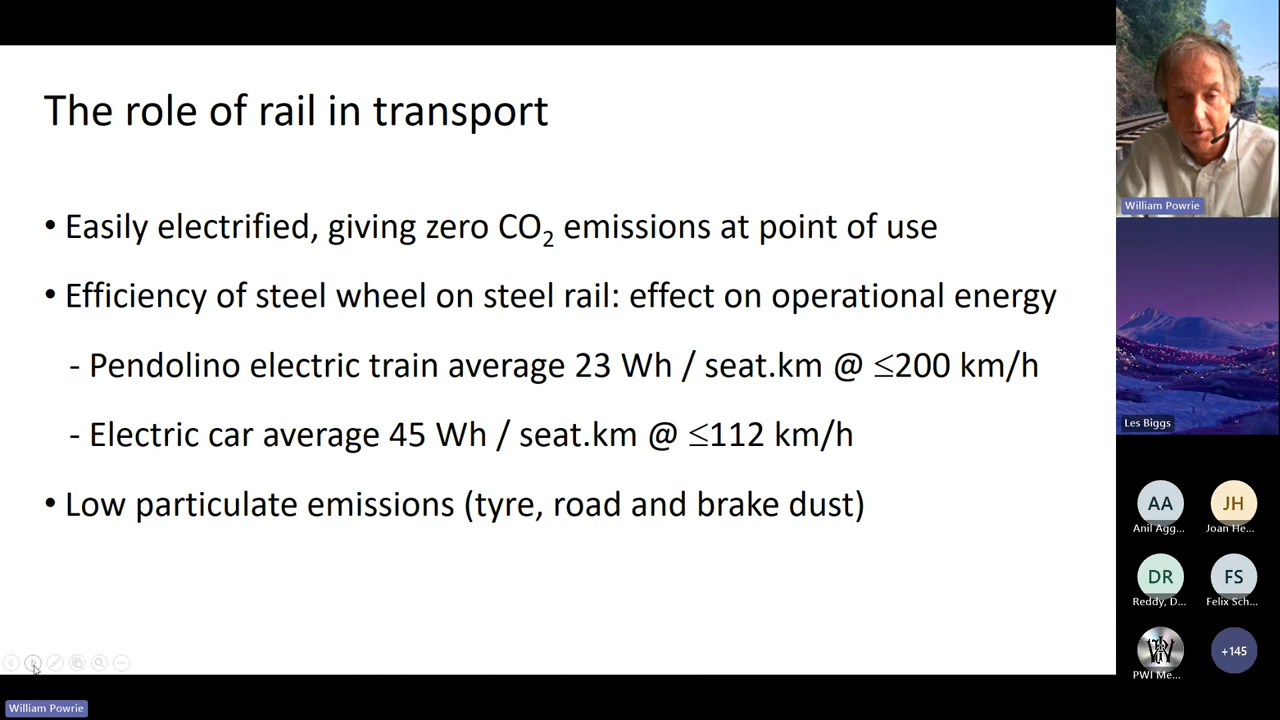 The role of rail in transport
• Easily electrified, giving zero CO₂ emissions at point of use
• Efficiency of steel wheel on steel rail: effect on operational energy
- Pendolino electric train average 23 Wh / seat.km @ ≤200 km/h
- Electric car average 45 Wh / seat.km @ ≤112 km/h
• Low particulate emissions (tyre, road and brake dust)
William Powrie
Les Biggs
AA
JH
Anil Agg...
Joan He...
DR
FS
Reddy, D...
Felix Sch...
+145
PWI Me...
William Powrie